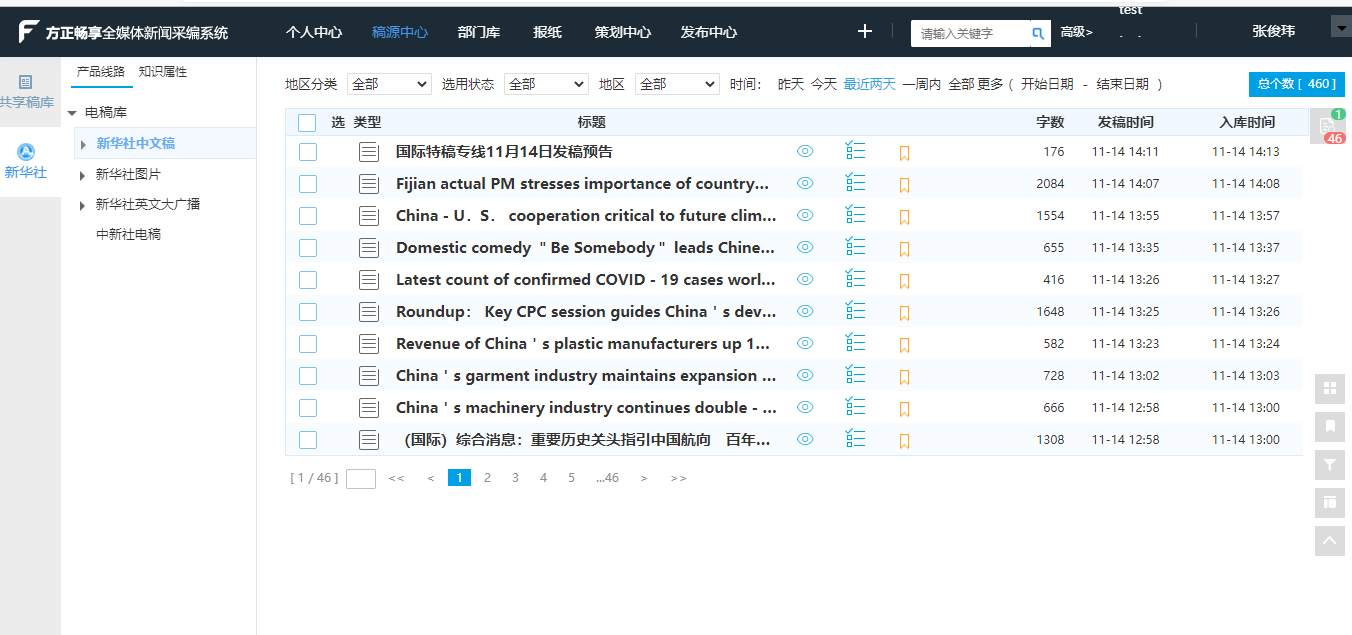 方正畅享全媒体新闻采编系统 个人中心 稿源中心 部门库 报纸 策划中心 发布中心 + 请输入关键字 高级> test 张俊玮
共享稿库
新华社
产品线路 知识属性
电稿库
新华社中文稿
新华社图片
新华社英文大广播
中新社电稿
地区分类 全部 选用状态 全部 地区 全部 时间： 昨天 今天 最近两天 一周内 全部 更多 ( 开始日期 - 结束日期 ) 总个数 [ 460 ]
选 类型 标题 字数 发稿时间 入库时间
1
46
国际特稿专线11月14日发稿预告 176 11-14 14:11 11-14 14:13
Fijian actual PM stresses importance of country... 2084 11-14 14:07 11-14 14:08
China - U．S． cooperation critical to future clim... 1554 11-14 13:55 11-14 13:57
Domestic comedy ＂Be Somebody＂ leads Chine... 655 11-14 13:35 11-14 13:37
Latest count of confirmed COVID - 19 cases worl... 416 11-14 13:26 11-14 13:27
Roundup： Key CPC session guides China＇s dev... 1648 11-14 13:25 11-14 13:26
Revenue of China＇s plastic manufacturers up 1... 582 11-14 13:23 11-14 13:24
China＇s garment industry maintains expansion ... 728 11-14 13:02 11-14 13:03
China＇s machinery industry continues double - ... 666 11-14 12:58 11-14 13:00
（国际）综合消息：重要历史关头指引中国航向　百年... 1308 11-14 12:58 11-14 13:00
[ 1 / 46 ] << < 1 2 3 4 5 ...46 > >>